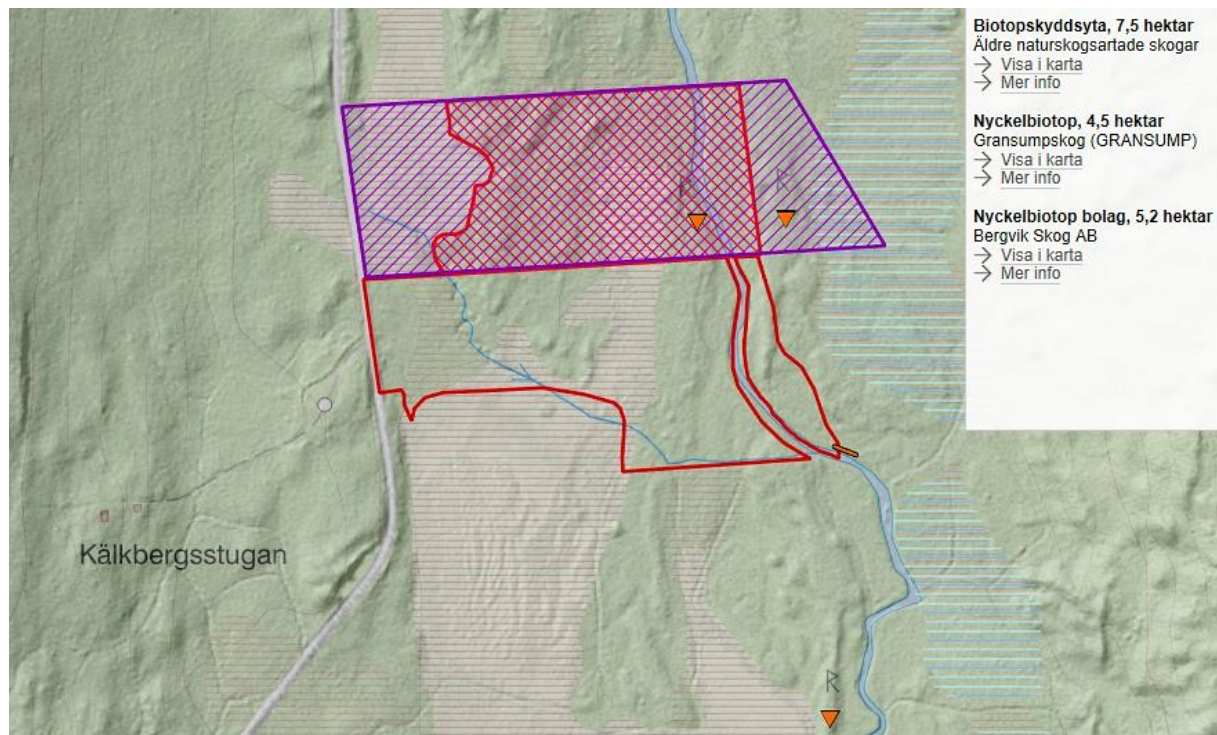 Biotopskyddsyta, 7,5 hektar
Äldre naturskogsartade skogar
→ Visa i karta
→ Mer info
Nyckelbiotop, 4,5 hektar
Gransumpskog (GRANSUMP)
→ Visa i karta
→ Mer info
Nyckelbiotop bolag, 5,2 hektar
Bergvik Skog AB
→ Visa i karta
→ Mer info
Kälkbergsstugan